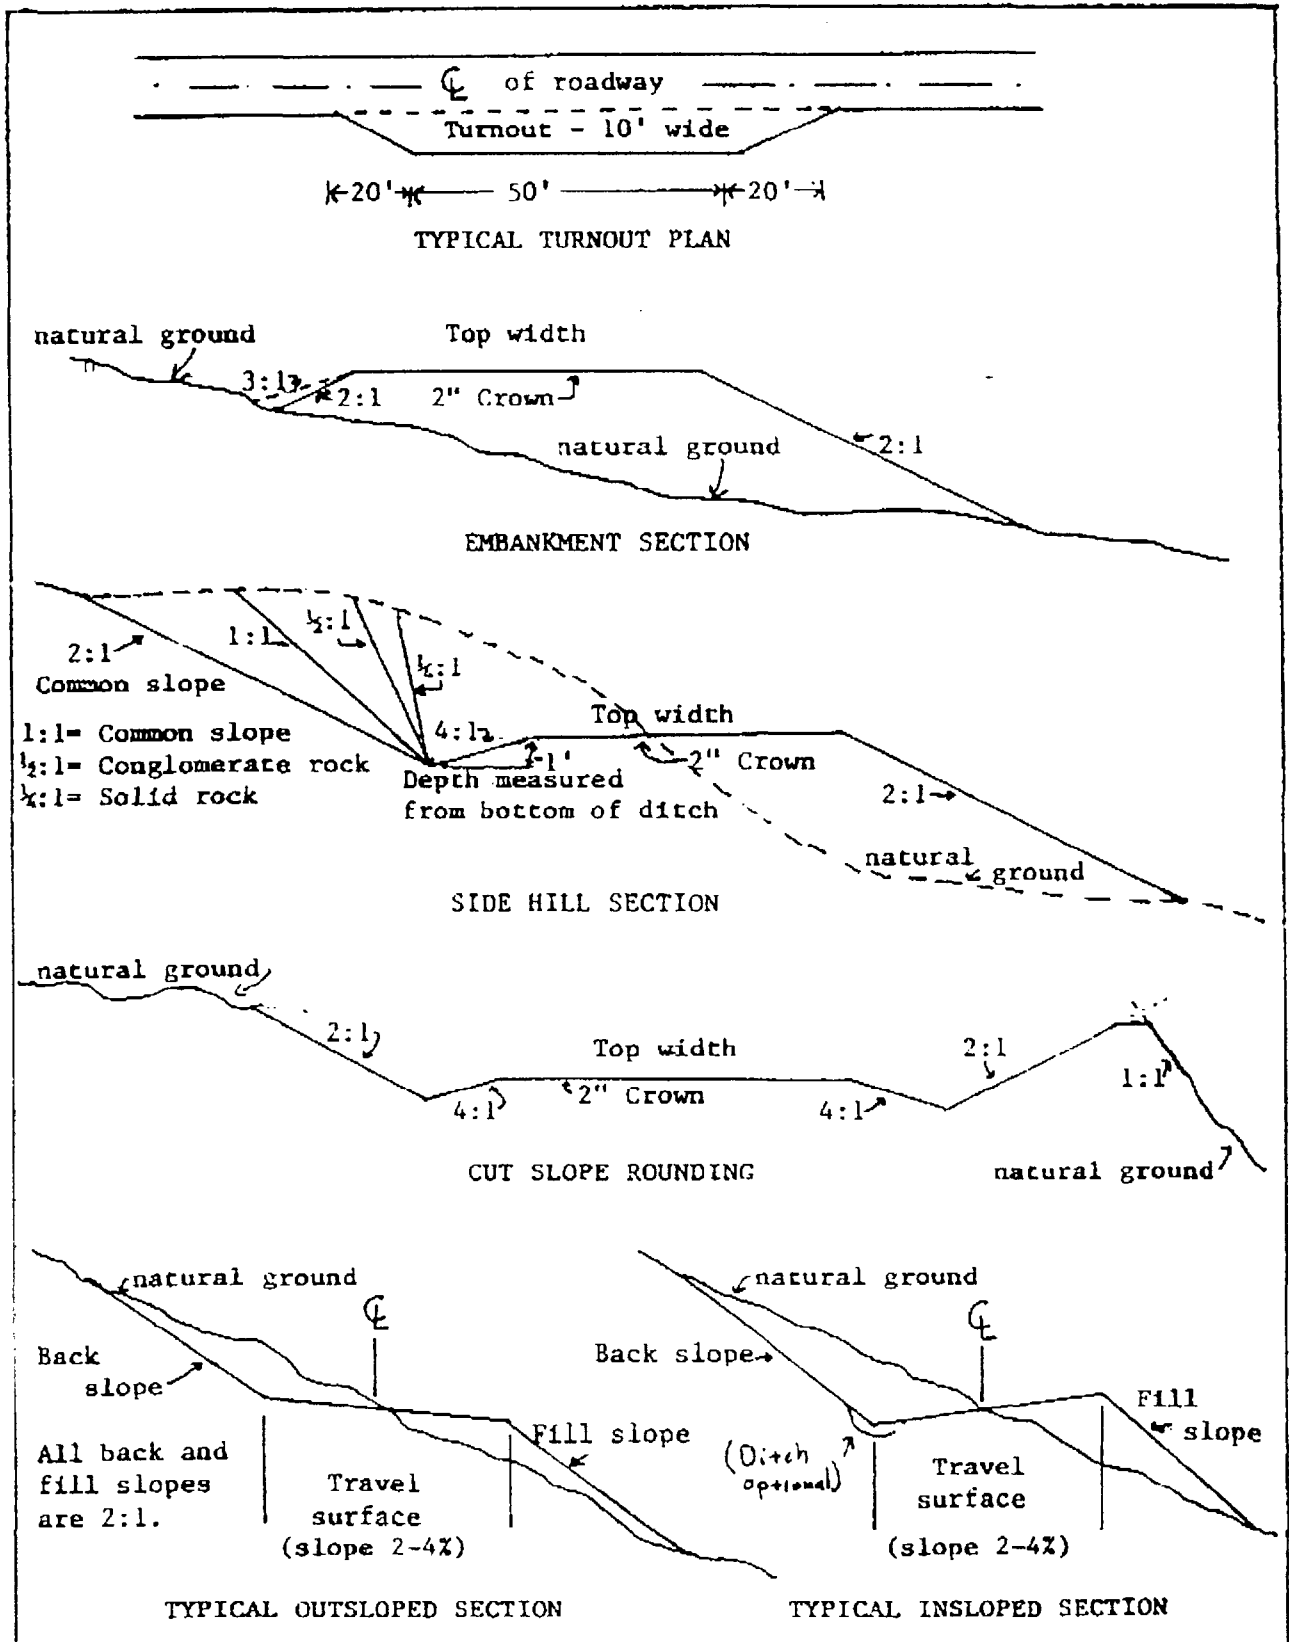 ℄ of roadway
Turnout - 10' wide
20' 50' 20'
TYPICAL TURNOUT PLAN
natural ground
Top width
3:1
2:1
2" Crown
natural ground
2:1
EMBANKMENT SECTION
2:1
Common slope
1:1
½:1
¼:1
4:1
Top width
1'
2" Crown
1:1= Common slope
½:1= Conglomerate rock
¼:1= Solid rock
Depth measured
from bottom of ditch
2:1
natural
ground
SIDE HILL SECTION
natural ground
2:1
Top width
2:1
4:1
2" Crown
4:1
1:1
CUT SLOPE ROUNDING
natural ground
natural ground
℄
Back
slope
Fill slope
All back and
fill slopes
are 2:1.
Travel
surface
(slope 2-4%)
TYPICAL OUTSLOPED SECTION
natural ground
℄
Back slope
Fill
slope
(Ditch
optional)
Travel
surface
(slope 2-4%)
TYPICAL INSLOPED SECTION